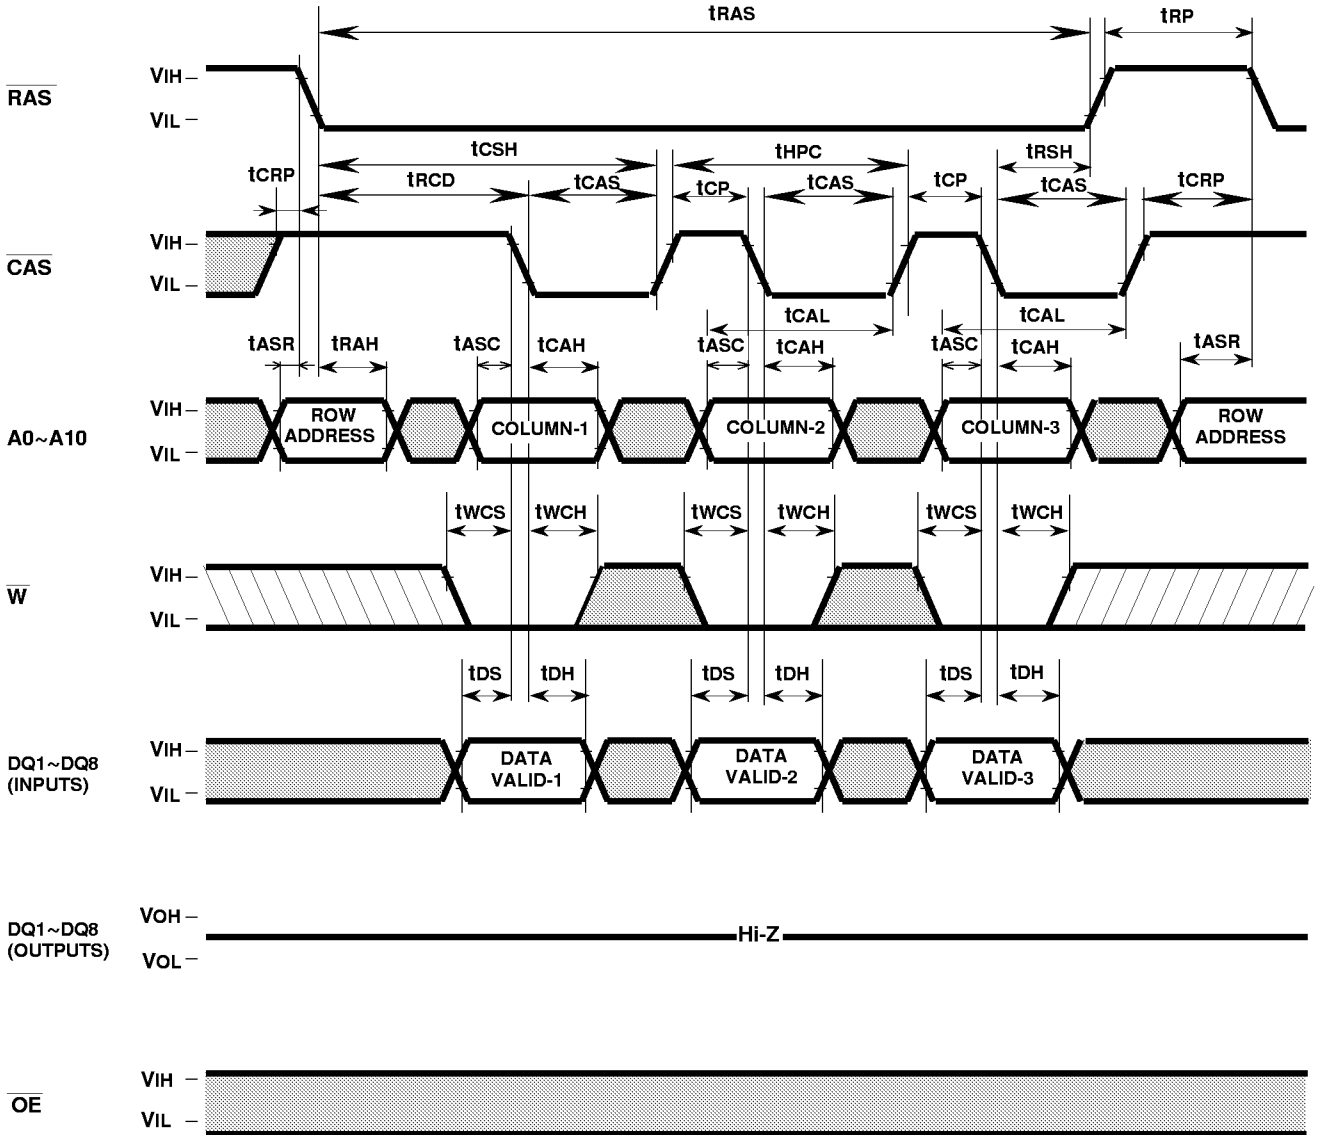 tRAS tRP
RAS VIH
VIL
tCSH tHPC tRSH
tCRP tRCD tCAS tCP tCAS tCP tCAS tCRP
CAS VIH
VIL
tCAL tCAL
tASR tRAH tASC tCAH tASC tCAH tASC tCAH tASR
A0~A10 VIH
VIL
ROW
ADDRESS
COLUMN-1
COLUMN-2
COLUMN-3
ROW
ADDRESS
tWCS tWCH tWCS tWCH tWCS tWCH
W VIH
VIL
tDS tDH tDS tDH tDS tDH
DQ1~DQ8
(INPUTS)
VIH
VIL
DATA
VALID-1
DATA
VALID-2
DATA
VALID-3
DQ1~DQ8
(OUTPUTS)
VOH
VOL
Hi-Z
OE VIH
VIL